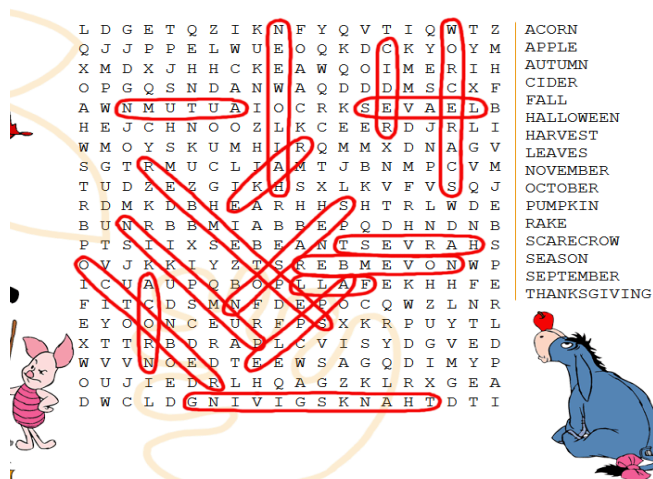 L D G E T Q Z I K N F Y Q V T I Q W T Z
Q J J P P E L W U E O Q K D C K Y O Y M
X M D X J H H C K E A W Q O I M E R I H
O P G Q S N D A N W A Q D D D M S C X F
A W N M U T U A I O C R K S E V A E L B
H E J C H N O O Z L K C E E R D J R L I
W M O Y S K U M H L R Q M M X D N A G V
S G T R M U C L I A M T J B N M P C V M
T U D Z E Z G I K H S X L K V F V S Q J
R D M K D B H E A R H H S H T R L W D E
B U N R B B M I A B B E P Q D H N D N B
P T S I I X S E B E A N T S E V R A H S
O V J K K I Y Z T S R E B M E V O N W P
I C U A U P Q B O P L L A F E K H H F E
F I T C D S M N F D E P O C Q W Z L N R
E Y O O N C E U R F P S X K R P U Y T L
X T T R B D R A P L C V I S Y D G V E D
W V V N O E D T E E W S A G Q D I M Y P
O U J I E D R L H Q A G Z K L R X G E A
D W C L D G N I V I G S K N A H T D T I
ACORN
APPLE
AUTUMN
CIDER
FALL
HALLOWEEN
HARVEST
LEAVES
NOVEMBER
OCTOBER
PUMPKIN
RAKE
SCARECROW
SEASON
SEPTEMBER
THANKSGIVING